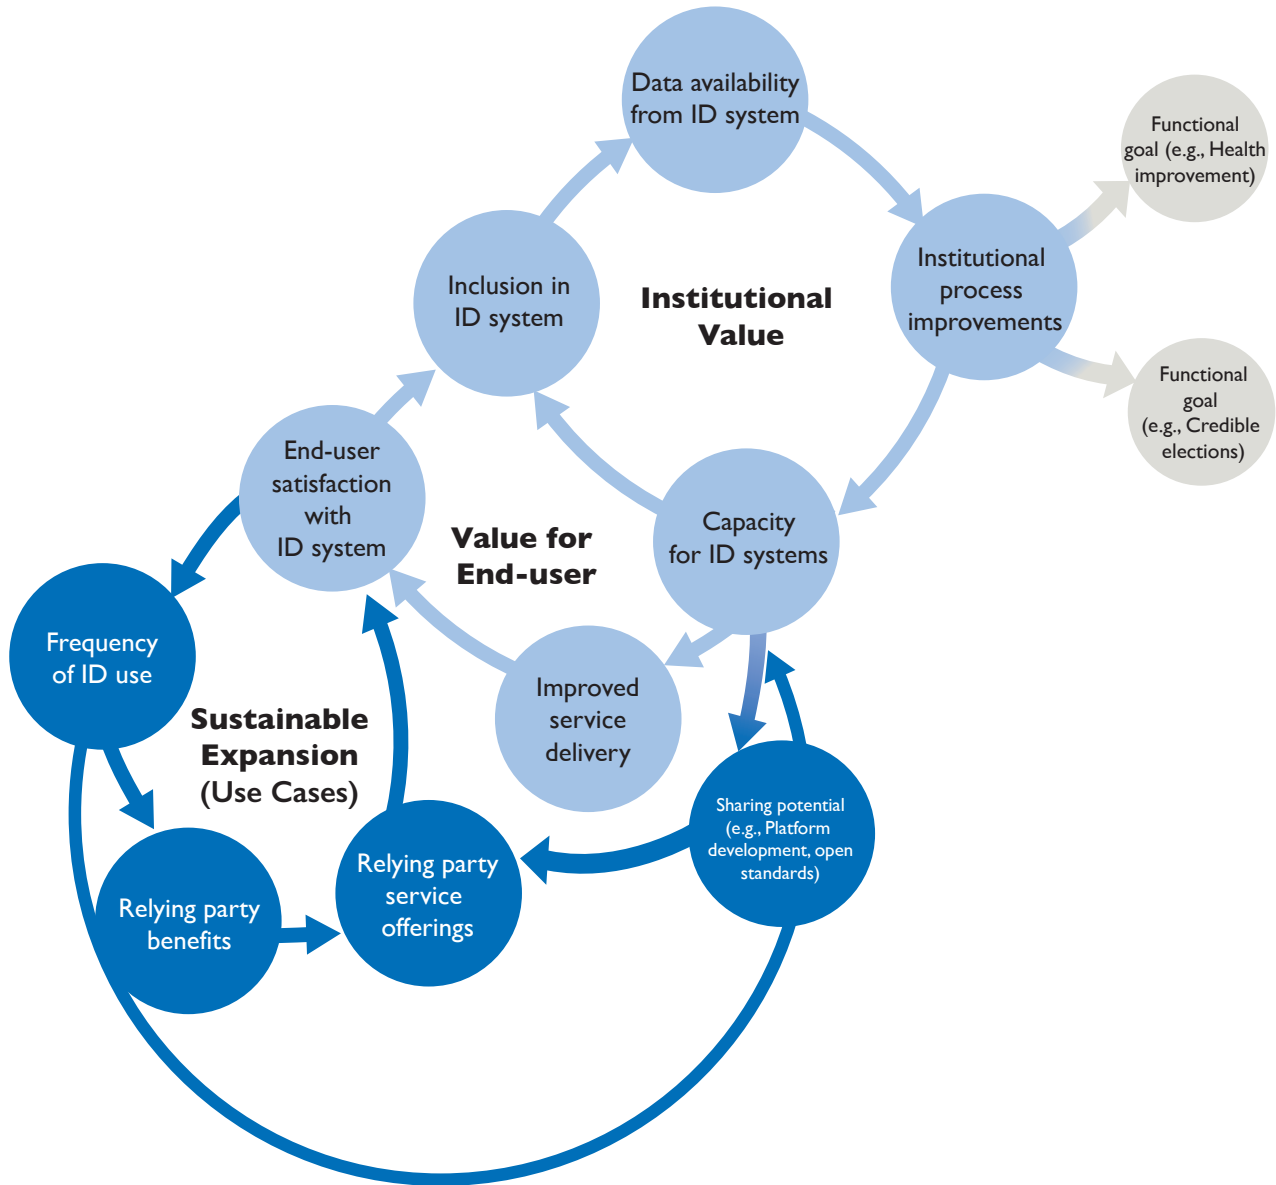 Data availability
from ID system
Functional
goal (e.g., Health
improvement)
Inclusion in
ID system
Institutional
Value
Institutional
process
improvements
Functional
goal
(e.g., Credible
elections)
End-user
satisfaction
with
ID system
Value for
End-user
Capacity
for ID systems
Frequency
of ID use
Sustainable
Expansion
(Use Cases)
Improved
service
delivery
Sharing potential
(e.g., Platform
development, open
standards)
Relying party
benefits
Relying party
service
offerings